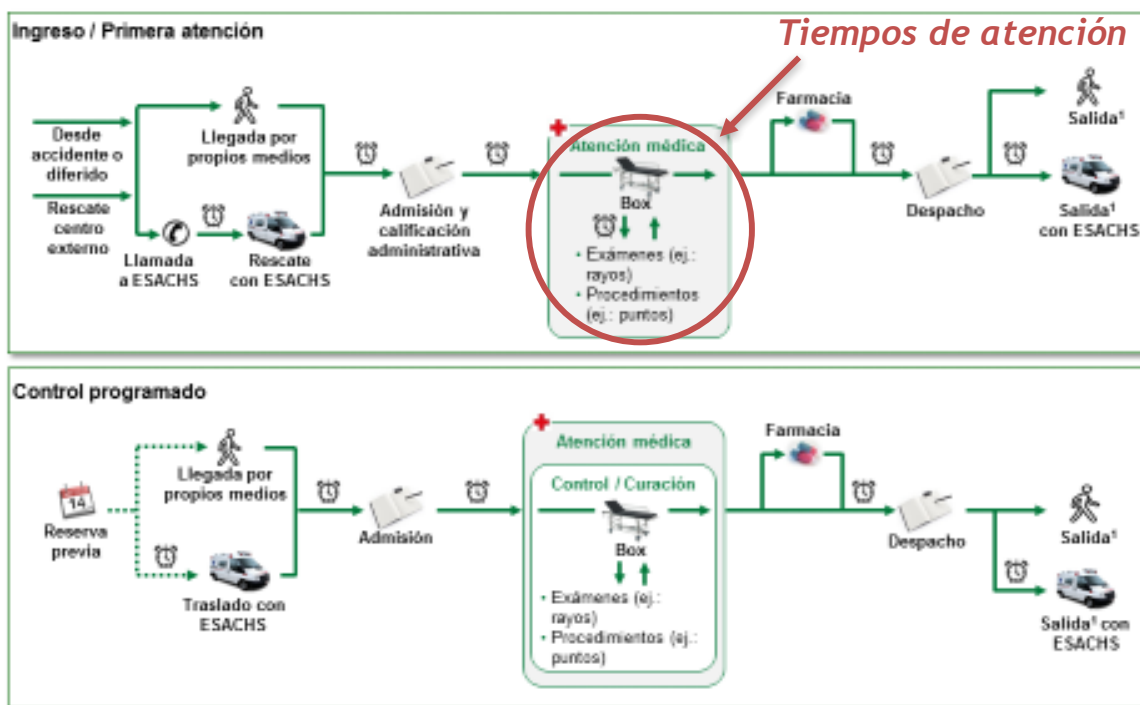 Ingreso / Primera atención
Tiempos de atención
Desde
accidente o
diferido
Rescate
centro
externo
Llegada por
propios medios
Llamada
a ESACHS
Rescate
con ESACHS
Admisión y
calificación
administrativa
Atención médica
Box
• Exámenes (ej.:
rayos)
• Procedimientos
(ej.: puntos)
Farmacia
Despacho
Salida¹
Salida¹
con ESACHS
Control programado
14
Reserva
previa
Llegada por
propios medios
Traslado con
ESACHS
Admisión
Atención médica
Control / Curación
Box
• Exámenes (ej.:
rayos)
• Procedimientos (ej.:
puntos)
Farmacia
Despacho
Salida¹
Salida¹ con
ESACHS